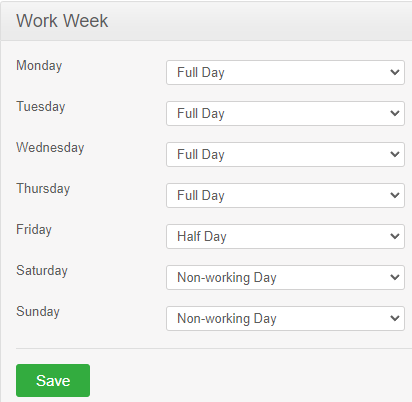 Work Week
Monday Full Day
Tuesday Full Day
Wednesday Full Day
Thursday Full Day
Friday Half Day
Saturday Non-working Day
Sunday Non-working Day
Save